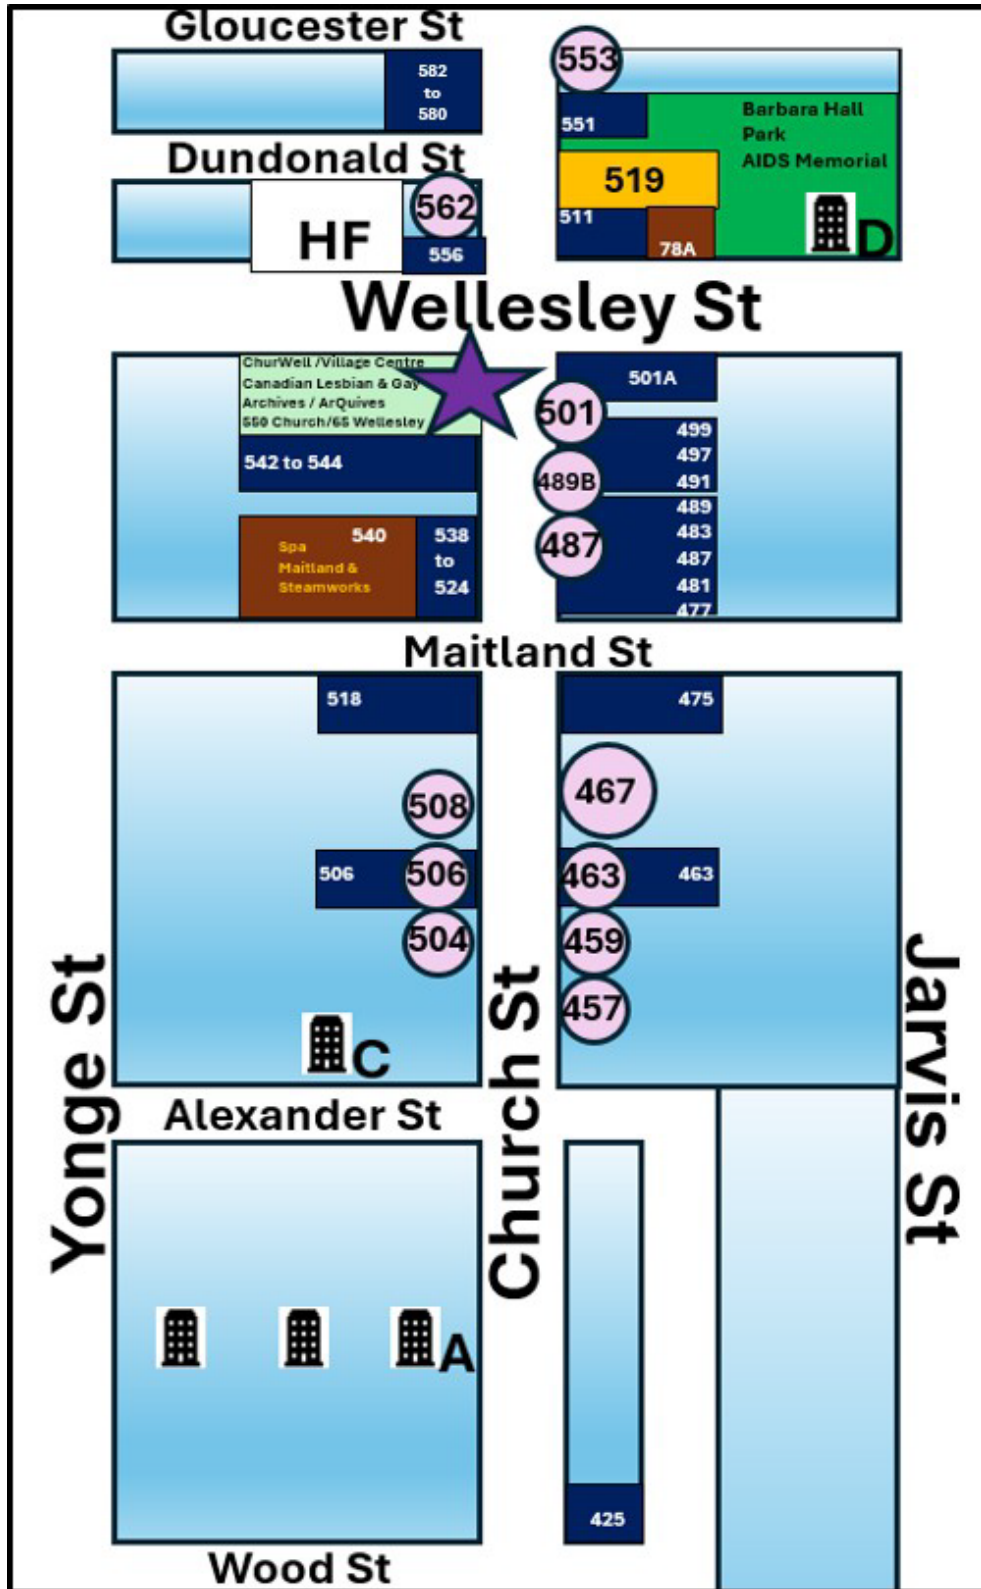 Gloucester St
582
to
580
553
551
Barbara Hall
Park
AIDS Memorial
Dundonald St
562
HF
556
519
511
78A
D
Wellesley St
ChurWell /Village Centre
Canadian Lesbian & Gay
Archives / ArQuives
550 Church/65 Wellesley
542 to 544
540
Spa
Maitland &
Steamworks
538
to
524
501A
501
499
497
491
489B
489
483
487
487
481
477
Maitland St
518
475
508
467
506
506
463
463
504
459
457
C
Yonge St
Church St
Jarvis St
Alexander St
A
425
Wood St